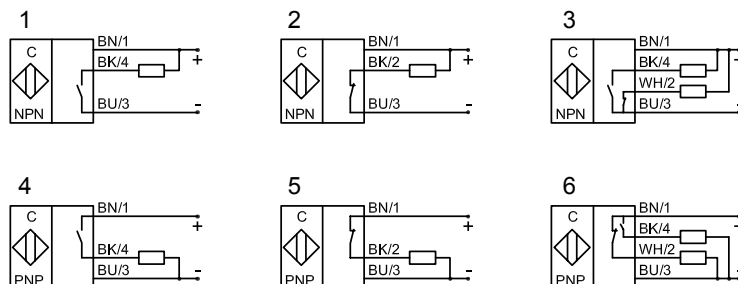 1
BN/1
C
BK/4
+
NPN
BU/3
-
2
BN/1
C
BK/2
+
NPN
BU/3
-
3
BN/1
C
BK/4
+
WH/2
NPN
BU/3
-
4
BN/1
C
+
BK/4
PNP
BU/3
-
5
BN/1
C
+
BK/2
PNP
BU/3
-
6
BN/1
C
+
BK/4
WH/2
PNP
BU/3
-